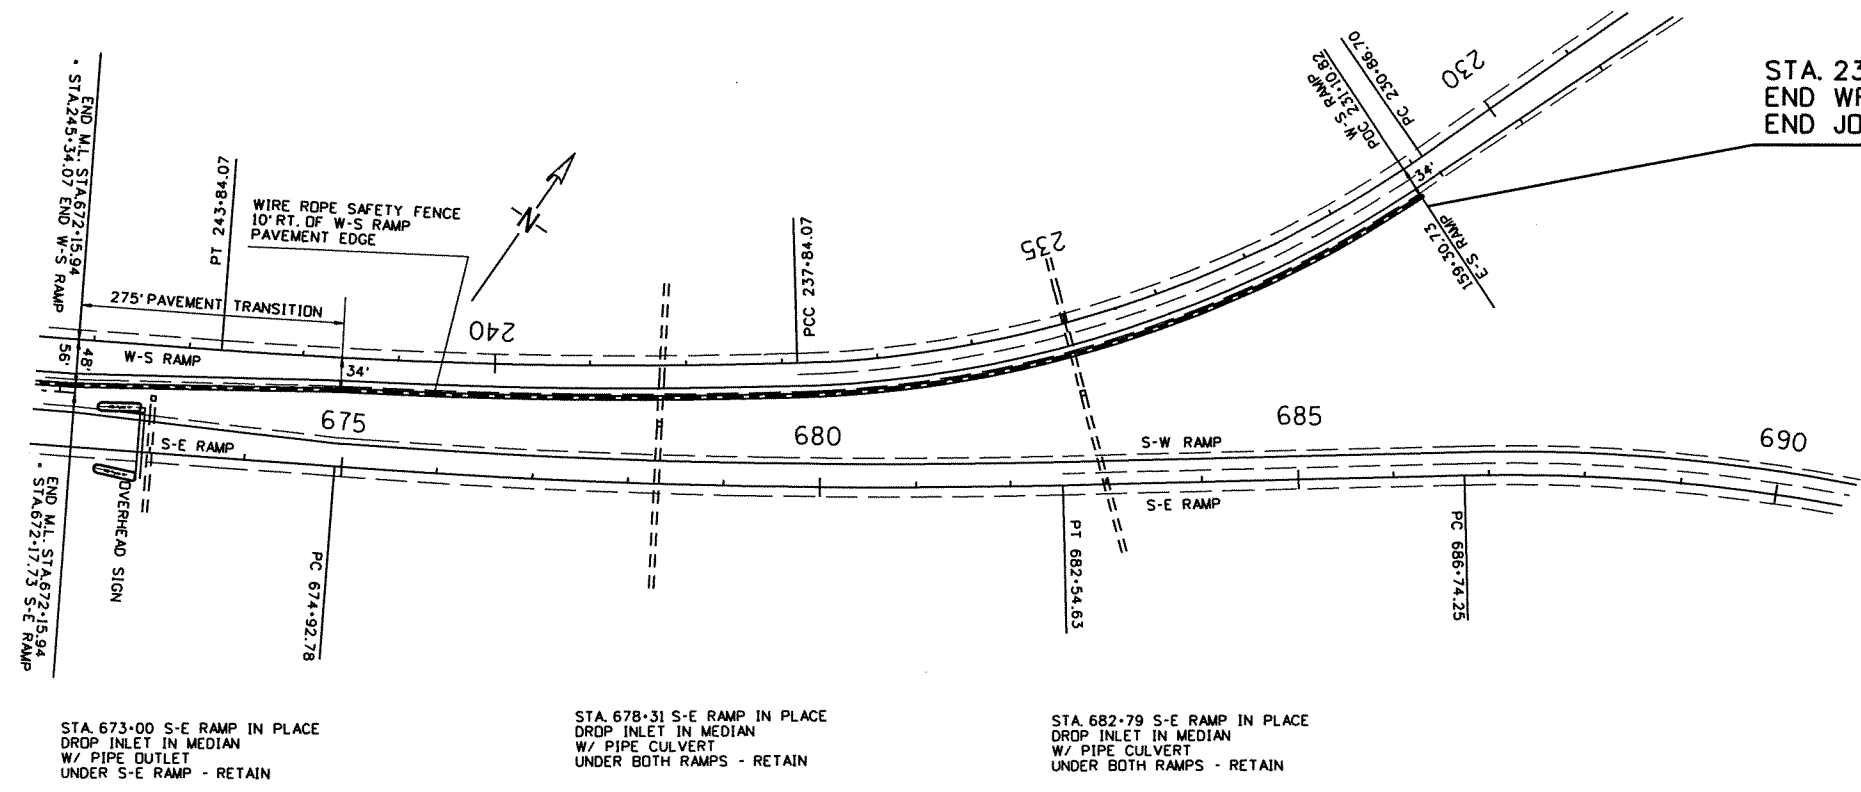 STA. 23
END WR
END JO
PC 230+86.70
W-S RAMP
POC 231+10.82
230
34'
159+30.73
E-S RAMP
* STA.245+34.07 END W-S RAMP
END M.L. STA.672+15.94
PT 243+84.07
WIRE ROPE SAFETY FENCE
10' RT. OF W-S RAMP
PAVEMENT EDGE
N
PCC 237+84.07
235
240
275' PAVEMENT TRANSITION
W-S RAMP
34'
48'
56'
675
680
685
690
S-E RAMP
S-W RAMP
S-E RAMP
OVERHEAD SIGN
END M.L. STA.672+15.94
* STA.672+17.73 S-E RAMP
PC 674+92.78
PT 682+54.63
PC 686+74.25
STA. 673+00 S-E RAMP IN PLACE
DROP INLET IN MEDIAN
W/ PIPE OUTLET
UNDER S-E RAMP - RETAIN
STA. 678+31 S-E RAMP IN PLACE
DROP INLET IN MEDIAN
W/ PIPE CULVERT
UNDER BOTH RAMPS - RETAIN
STA. 682+79 S-E RAMP IN PLACE
DROP INLET IN MEDIAN
W/ PIPE CULVERT
UNDER BOTH RAMPS - RETAIN